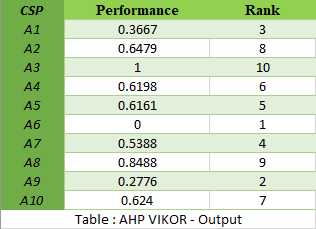 CSP Performance Rank
A1 0.3667 3
A2 0.6479 8
A3 1 10
A4 0.6198 6
A5 0.6161 5
A6 0 1
A7 0.5388 4
A8 0.8488 9
A9 0.2776 2
A10 0.624 7
Table : AHP VIKOR - Output